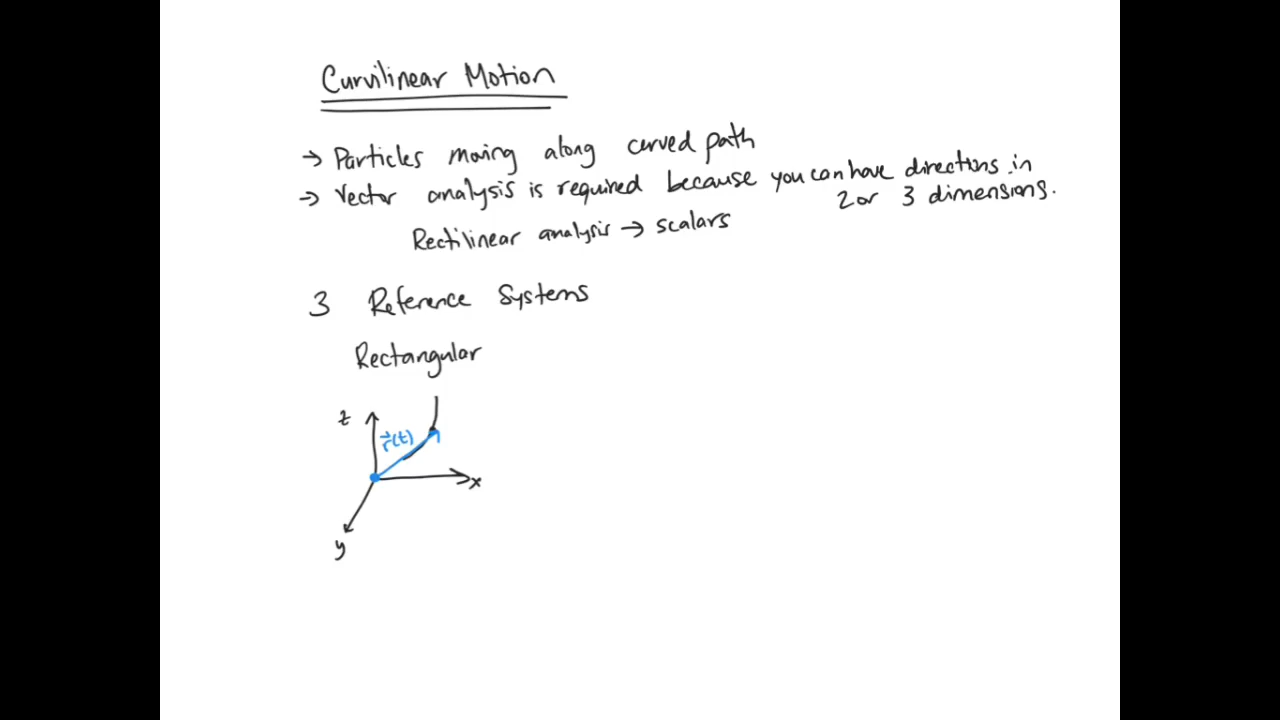 Curvilinear Motion
→ Particles moving along curved path
→ Vector analysis is required because you can have directions in
2 or 3 dimensions.
Rectilinear analysis → scalars
3 Reference Systems
Rectangular
z
r⃗(t)
x
y